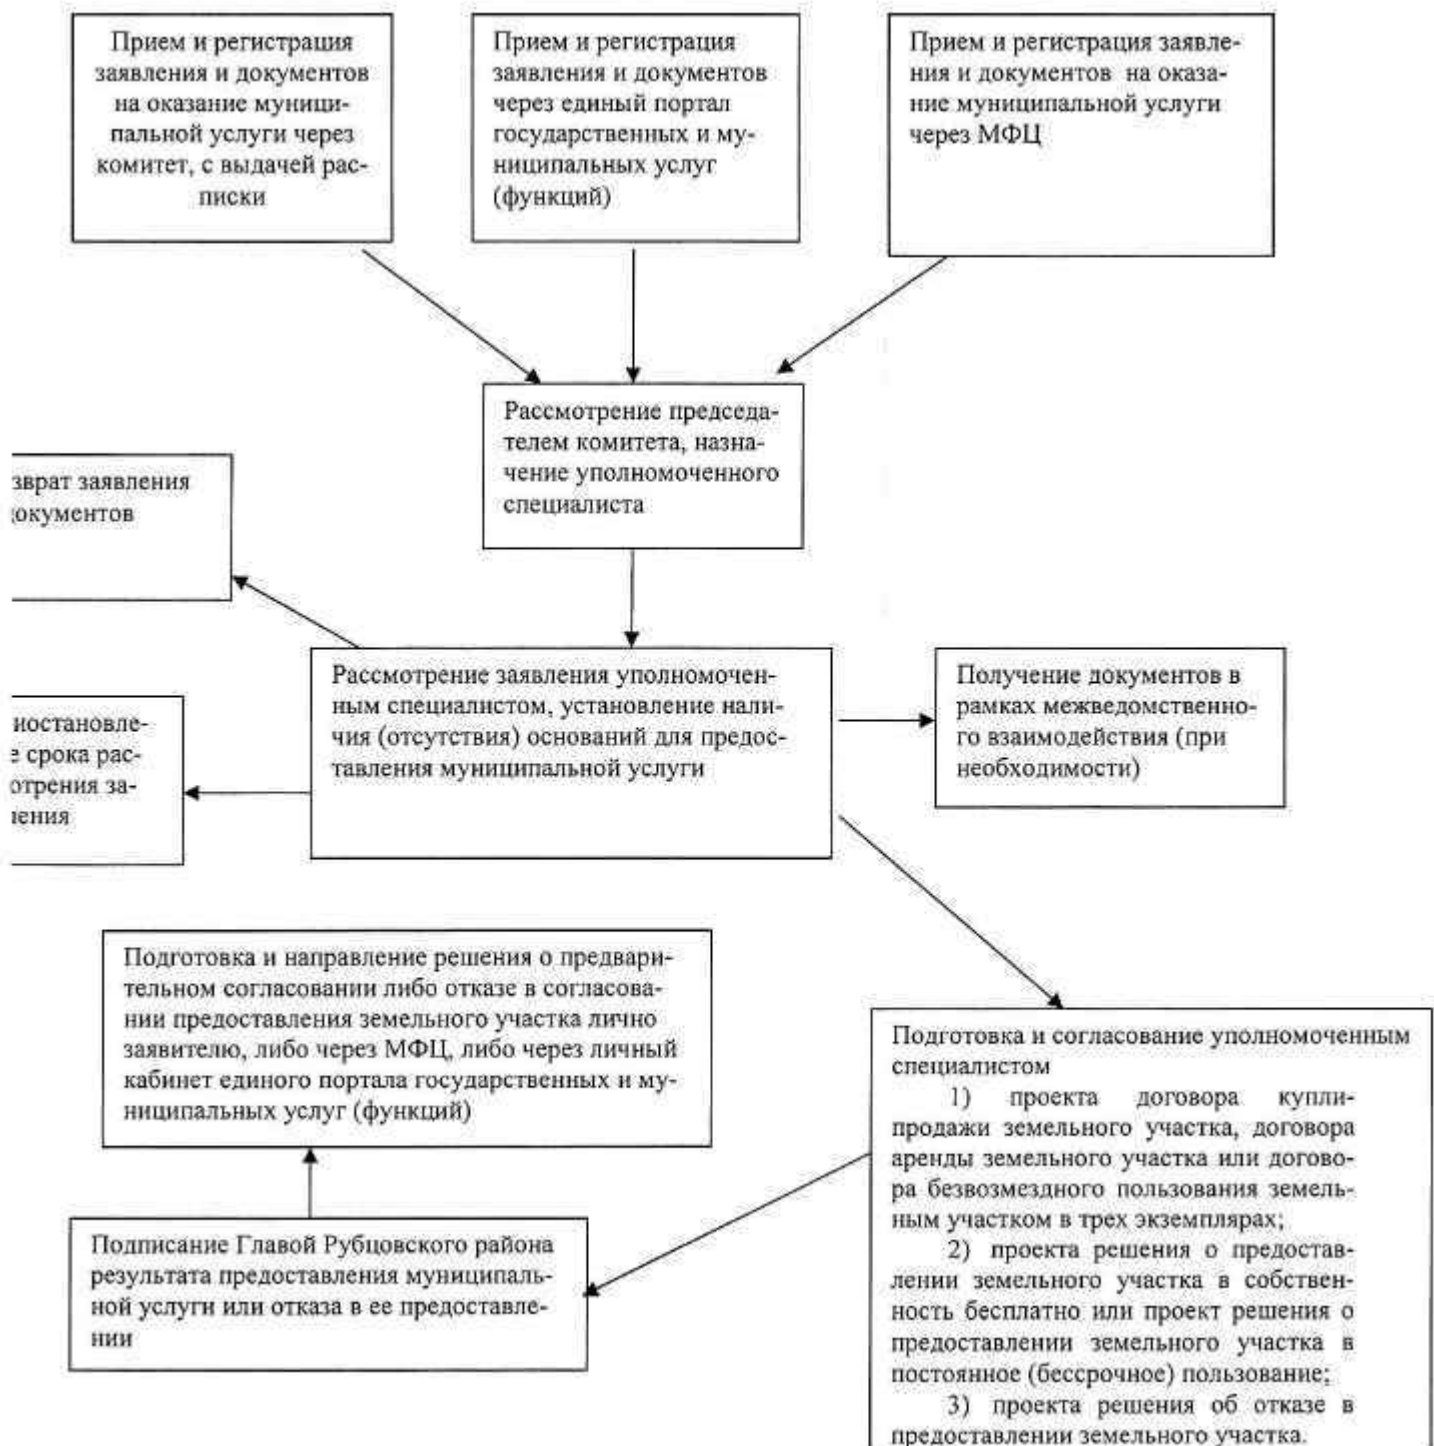 Прием и регистрация
заявления и документов
на оказание муници-
пальной услуги через
комитет, с выдачей рас-
писки
Прием и регистрация
заявления и документов
через единый портал
государственных и му-
ниципальных услуг
(функций)
Прием и регистрация заявле-
ния и документов на оказа-
ние муниципальной услуги
через МФЦ
Рассмотрение председа-
телем комитета, назна-
чение уполномоченного
специалиста
зврат заявления
окументов
Рассмотрение заявления уполномочен-
ным специалистом, установление нали-
чия (отсутствия) оснований для предос-
тавления муниципальной услуги
Получение документов в
рамках межведомственно-
го взаимодействия (при
необходимости)
иостановле-
е срока рас-
отрения за-
ления
Подготовка и направление решения о предвари-
тельном согласовании либо отказе в согласова-
нии предоставления земельного участка лично
заявителю, либо через МФЦ, либо через личный
кабинет единого портала государственных и му-
ниципальных услуг (функций)
Подготовка и согласование уполномоченным
специалистом
1) проекта договора купли-
продажи земельного участка, договора
аренды земельного участка или догово-
ра безвозмездного пользования земель-
ным участком в трех экземплярах;
2) проекта решения о предостав-
лении земельного участка в собствен-
ность бесплатно или проект решения о
предоставлении земельного участка в
постоянное (бессрочное) пользование;
3) проекта решения об отказе в
предоставлении земельного участка.
Подписание Главой Рубцовского района
результата предоставления муниципаль-
ной услуги или отказа в ее предоставле-
нии